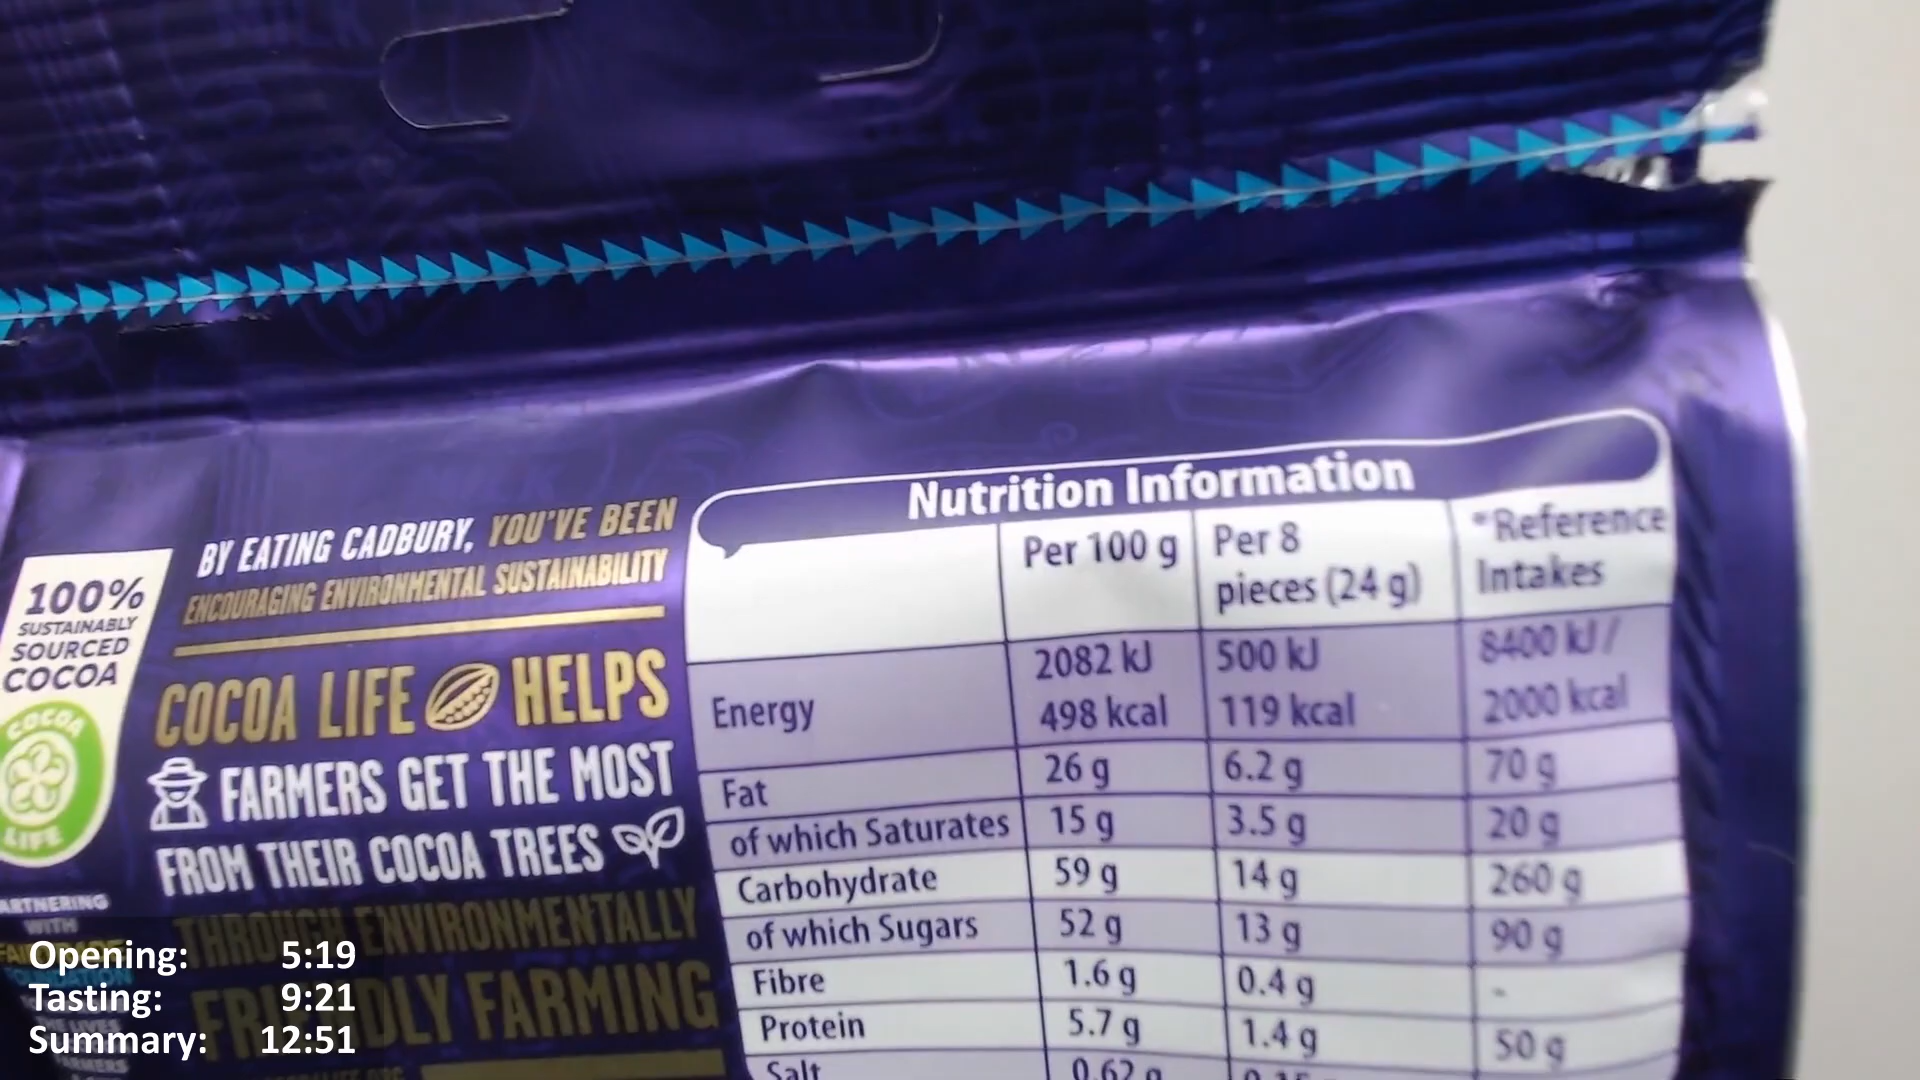 100%
SUSTAINABLY
SOURCED
COCOA
COCOA
LIFE
ARTNERING
WITH
BY EATING CADBURY, YOU'VE BEEN
ENCOURAGING ENVIRONMENTAL SUSTAINABILITY
COCOA LIFE HELPS
FARMERS GET THE MOST
FROM THEIR COCOA TREES
THROUGH ENVIRONMENTALLY
FRIENDLY FARMING
Nutrition Information
Per 100 g Per 8 pieces (24 g) *Reference Intakes
Energy 2082 kJ 498 kcal 500 kJ 119 kcal 8400 kJ / 2000 kcal
Fat 26 g 6.2 g 70 g
of which Saturates 15 g 3.5 g 20 g
Carbohydrate 59 g 14 g 260 g
of which Sugars 52 g 13 g 90 g
Fibre 1.6 g 0.4 g -
Protein 5.7 g 1.4 g 50 g
Salt 0.62 g
Opening: 5:19
Tasting: 9:21
Summary: 12:51